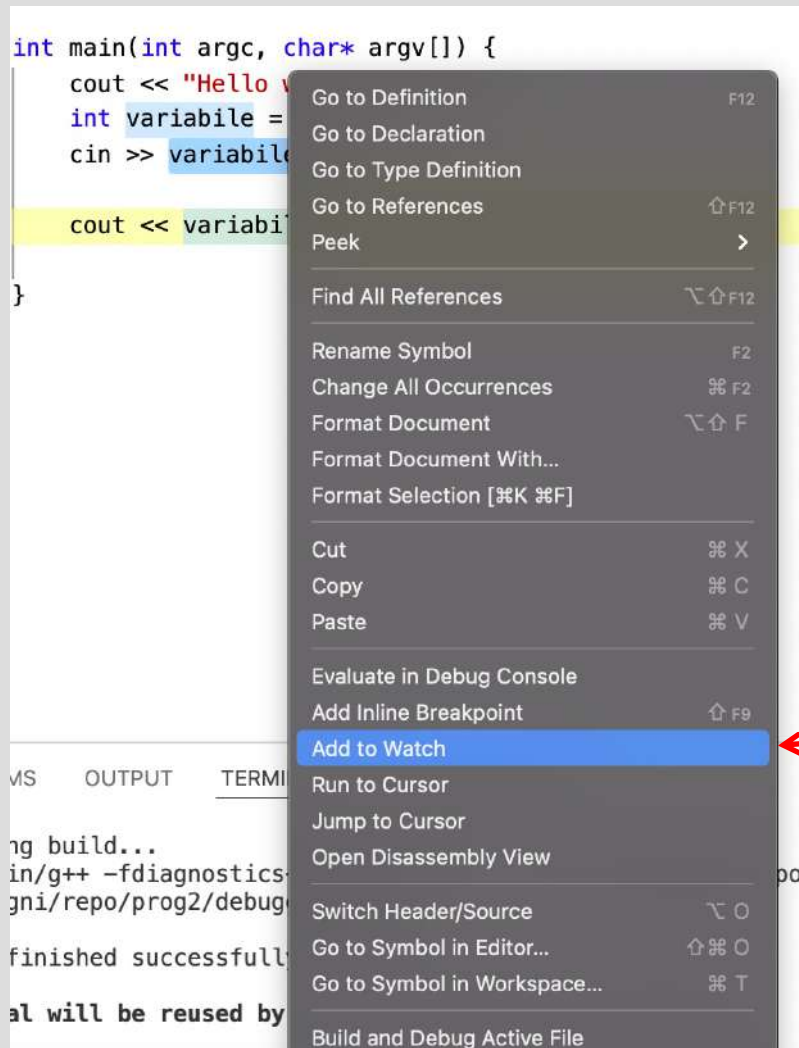 int main(int argc, char* argv[]) {
cout << "Hello
int variabile =
cin >> variabile
cout << variabil
}
Go to Definition F12
Go to Declaration
Go to Type Definition
Go to References ⇧F12
Peek >
Find All References ⌥⇧F12
Rename Symbol F2
Change All Occurrences ⌘F2
Format Document ⌥⇧ F
Format Document With...
Format Selection [⌘K ⌘F]
Cut ⌘ X
Copy ⌘ C
Paste ⌘ V
Evaluate in Debug Console
Add Inline Breakpoint ⇧F9
Add to Watch
Run to Cursor
Jump to Cursor
Open Disassembly View
Switch Header/Source ⌥ O
Go to Symbol in Editor... ⇧⌘ O
Go to Symbol in Workspace... ⌘ T
Build and Debug Active File
MS OUTPUT TERMI
ng build...
in/g++ -fdiagnostics- po
gni/repo/prog2/debug
finished successfull
al will be reused by